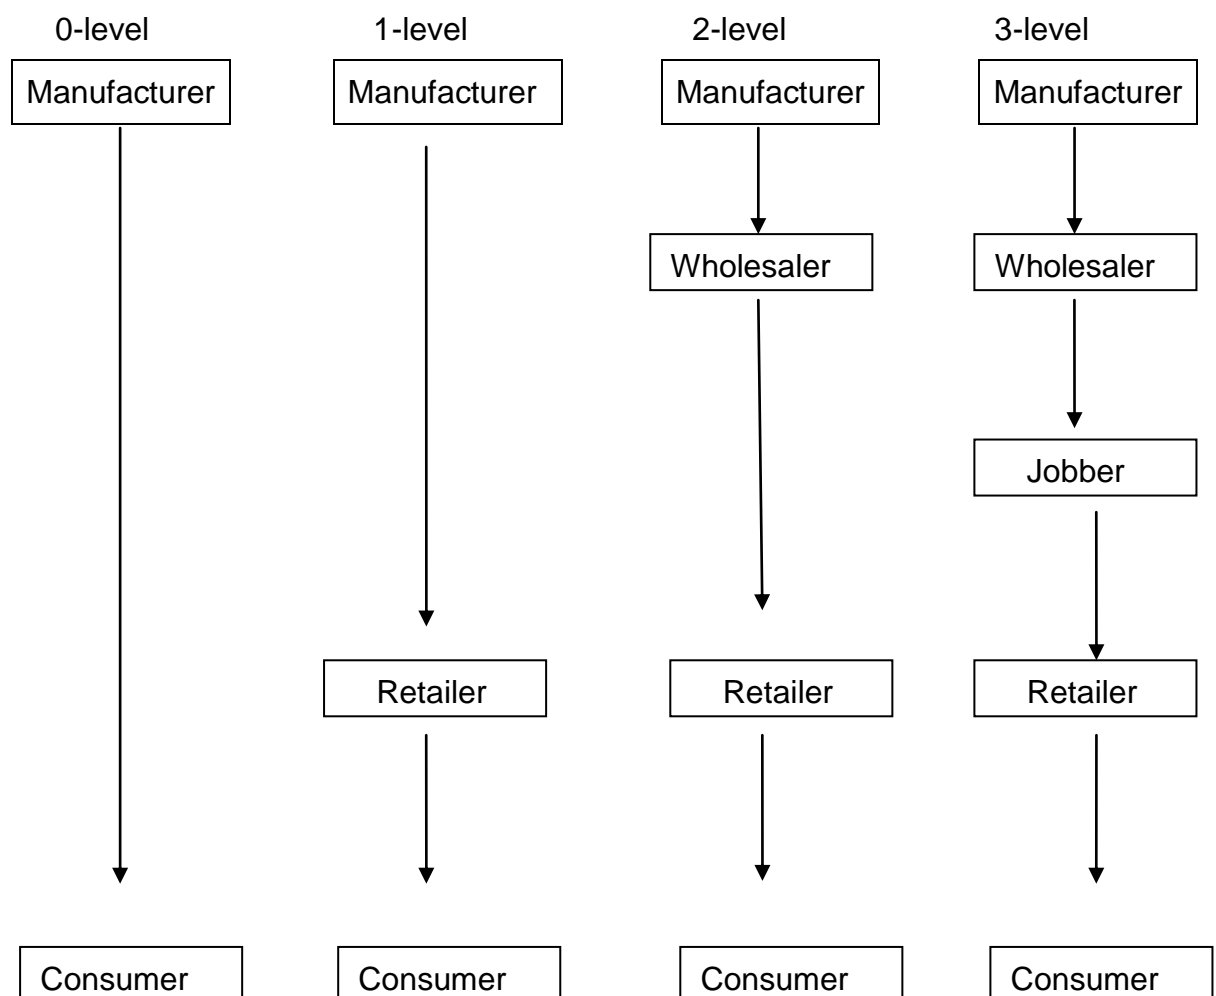 0-level 1-level 2-level 3-level
Manufacturer Manufacturer Manufacturer Manufacturer
Wholesaler Wholesaler
Jobber
Retailer Retailer Retailer
Consumer Consumer Consumer Consumer